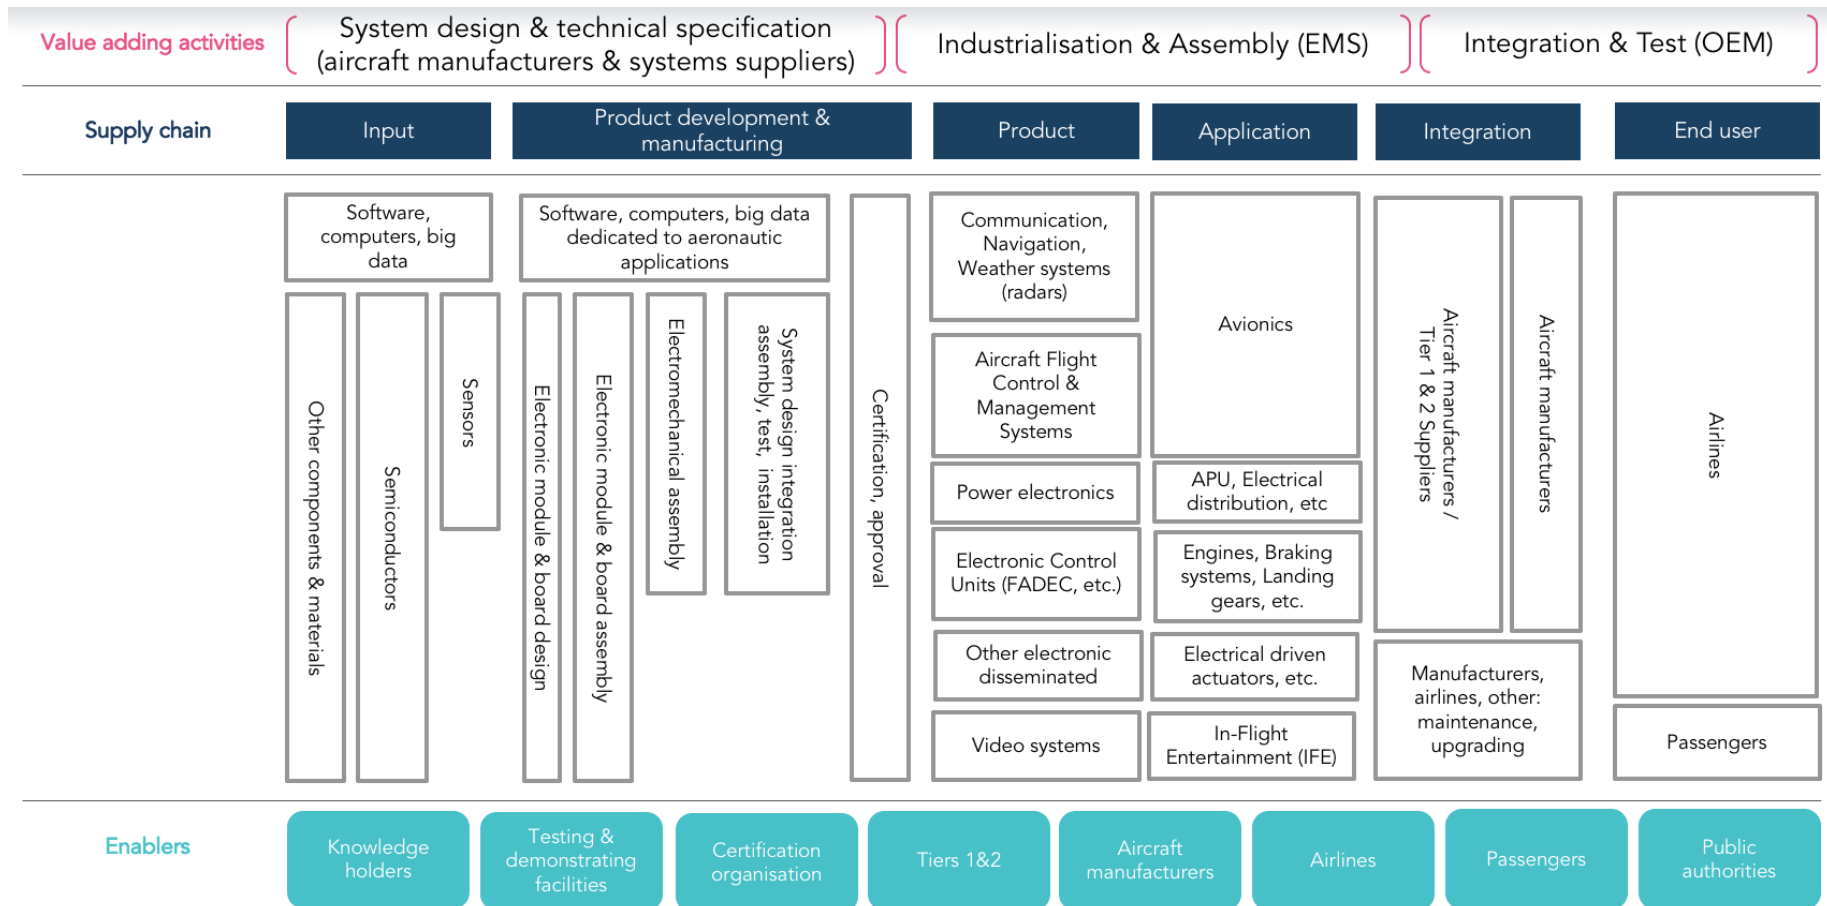 Value adding activities
System design & technical specification
(aircraft manufacturers & systems suppliers)
Industrialisation & Assembly (EMS)
Integration & Test (OEM)
Supply chain
Input
Product development &
manufacturing
Product
Application
Integration
End user
Software,
computers, big
data
Other components & materials
Semiconductors
Sensors
Software, computers, big data
dedicated to aeronautic
applications
Electronic module & board design
Electronic module & board assembly
Electromechanical assembly
System design integration
assembly, test, installation
Certification, approval
Communication,
Navigation,
Weather systems
(radars)
Aircraft Flight
Control &
Management
Systems
Power electronics
Electronic Control
Units (FADEC, etc.)
Other electronic
disseminated
Video systems
Avionics
APU, Electrical
distribution, etc
Engines, Braking
systems, Landing
gears, etc.
Electrical driven
actuators, etc.
In-Flight
Entertainment (IFE)
Aircraft manufacturers /
Tier 1 & 2 Suppliers
Aircraft manufacturers
Manufacturers,
airlines, other:
maintenance,
upgrading
Airlines
Passengers
Enablers
Knowledge
holders
Testing &
demonstrating
facilities
Certification
organisation
Tiers 1&2
Aircraft
manufacturers
Airlines
Passengers
Public
authorities